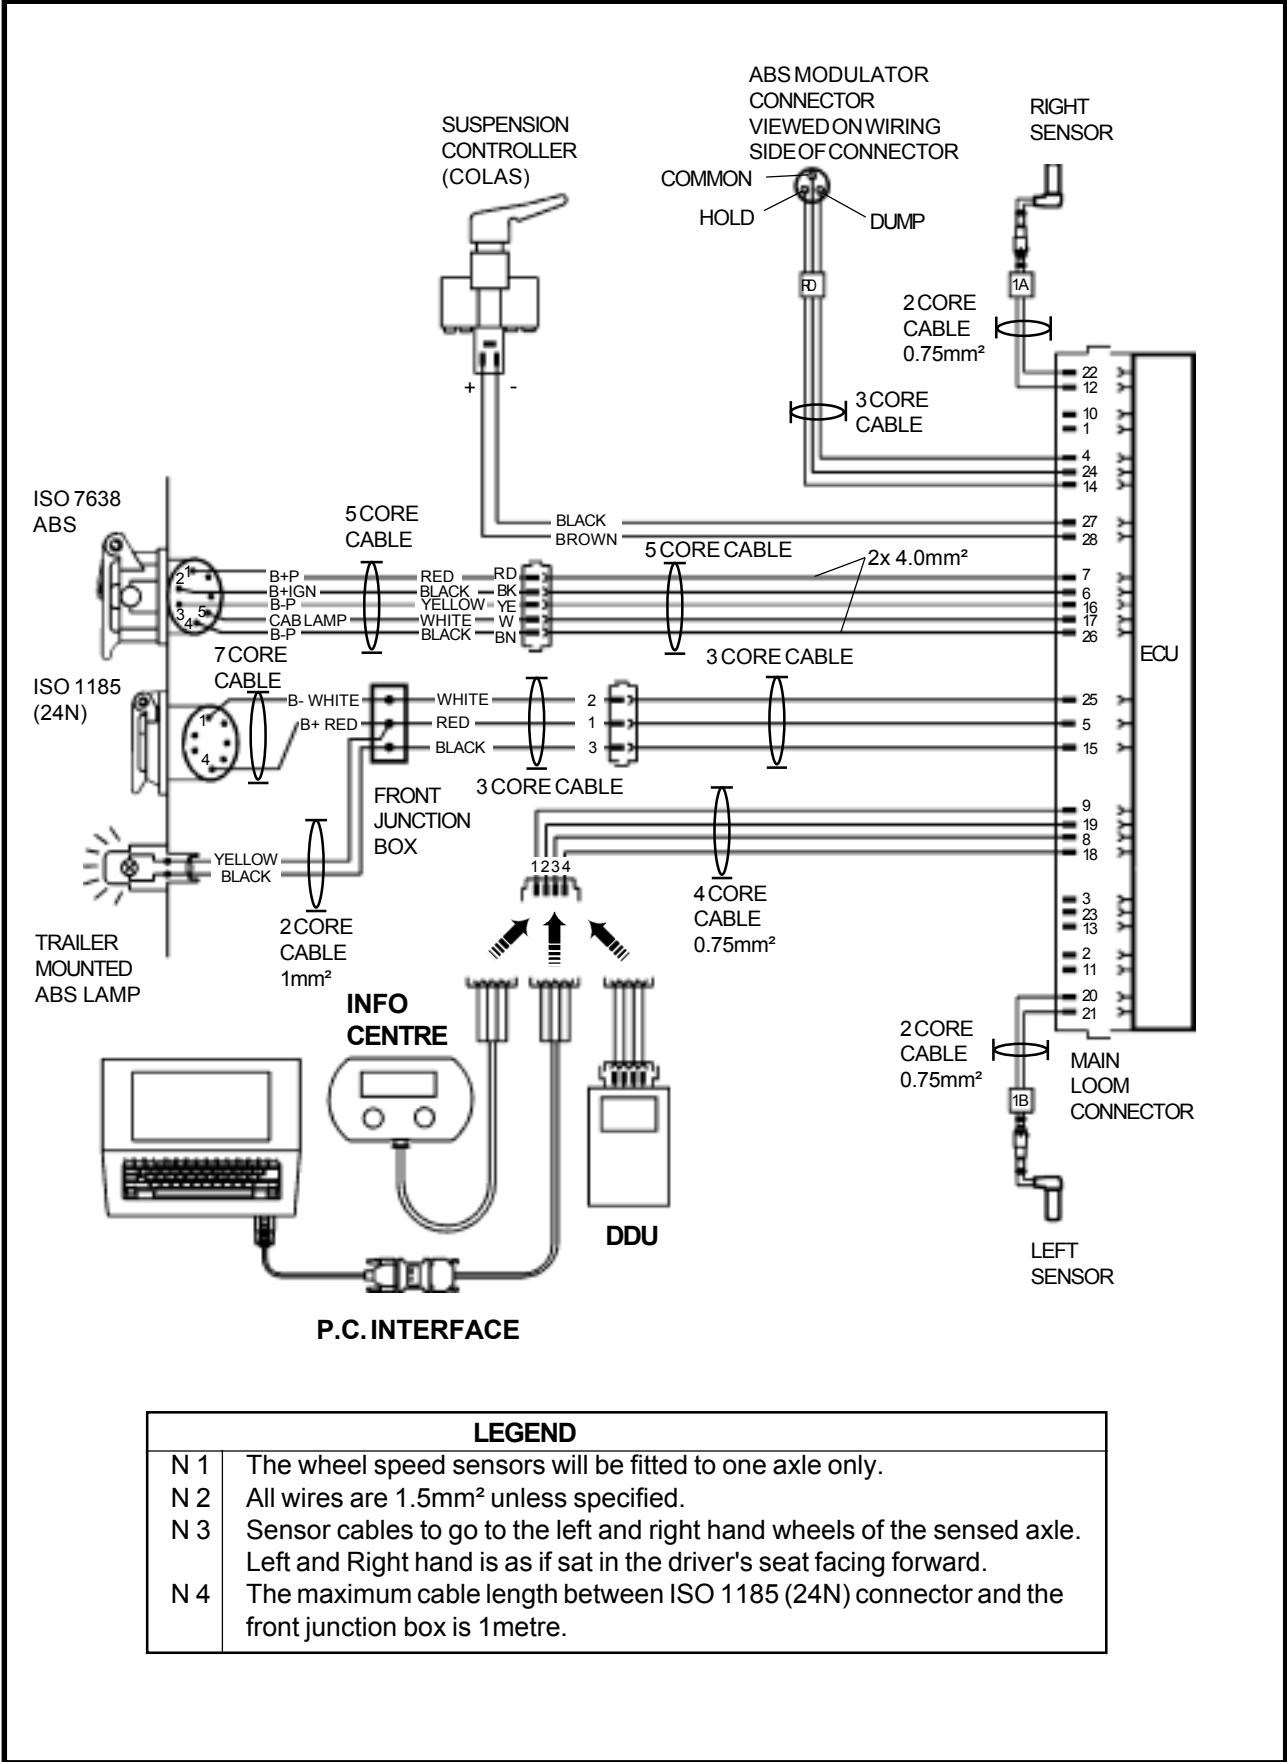 ABS MODULATOR
CONNECTOR
VIEWED ON WIRING
SIDE OF CONNECTOR
RIGHT
SENSOR
SUSPENSION
CONTROLLER
(COLAS)
COMMON
HOLD
DUMP
RD
1A
2 CORE
CABLE
0.75mm²
+ -
3 CORE
CABLE
22
12
10
1
4
24
14
27
28
7
6
16
17
26
25
5
15
9
19
8
18
3
23
13
2
11
20
21
ECU
MAIN
LOOM
CONNECTOR
BLACK
BROWN
ISO 7638
ABS
5 CORE
CABLE
5 CORE CABLE
2x 4.0mm²
1
2
3
4
5
B+P RED RD
B+IGN BLACK BK
B-P YELLOW YE
CAB LAMP WHITE W
B-P BLACK BN
7 CORE
CABLE
3 CORE CABLE
ISO 1185
(24N)
1
4
B- WHITE WHITE 2
B+ RED RED 1
BLACK 3
3 CORE CABLE
FRONT
JUNCTION
BOX
YELLOW
BLACK
2 CORE
CABLE
1mm²
TRAILER
MOUNTED
ABS LAMP
1234
4 CORE
CABLE
0.75mm²
INFO
CENTRE
DDU
P.C. INTERFACE
2 CORE
CABLE
0.75mm²
1B
LEFT
SENSOR
LEGEND
N 1 The wheel speed sensors will be fitted to one axle only.
N 2 All wires are 1.5mm² unless specified.
N 3 Sensor cables to go to the left and right hand wheels of the sensed axle.
Left and Right hand is as if sat in the driver's seat facing forward.
N 4 The maximum cable length between ISO 1185 (24N) connector and the
front junction box is 1metre.